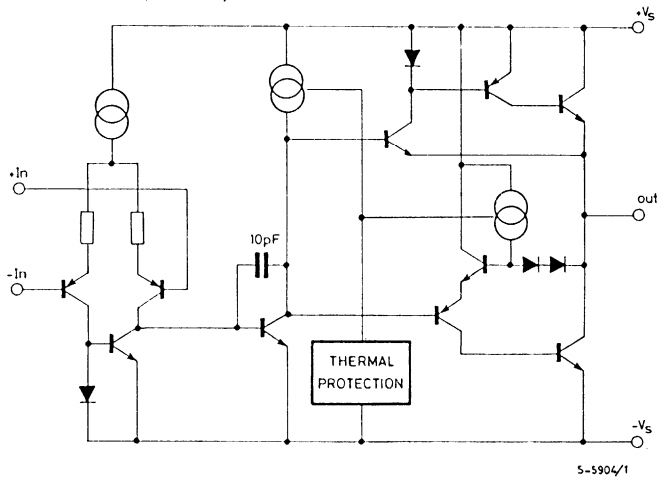 +Vs
+In
out
10pF
-In
THERMAL
PROTECTION
-Vs
S-5904/1